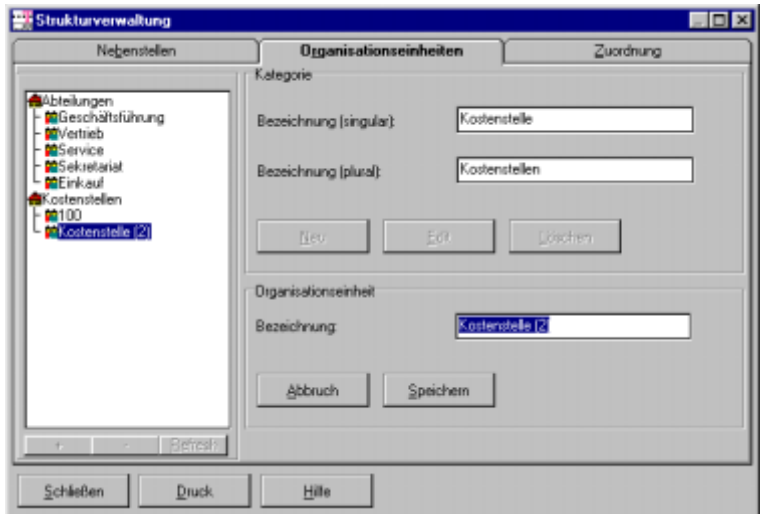 Strukturverwaltung
Nebenstellen
Organisationseinheiten
Zuordnung
Abteilungen
Geschäftsführung
Vertrieb
Service
Sekretariat
Einkauf
Kostenstellen
100
Kostenstelle (2)
+ - Refresh
Kategorie
Bezeichnung (singular): Kostenstelle
Bezeichnung (plural): Kostenstellen
Neu Edit Löschen
Organisationseinheit
Bezeichnung: Kostenstelle (2)
Abbruch Speichern
Schließen Druck Hilfe